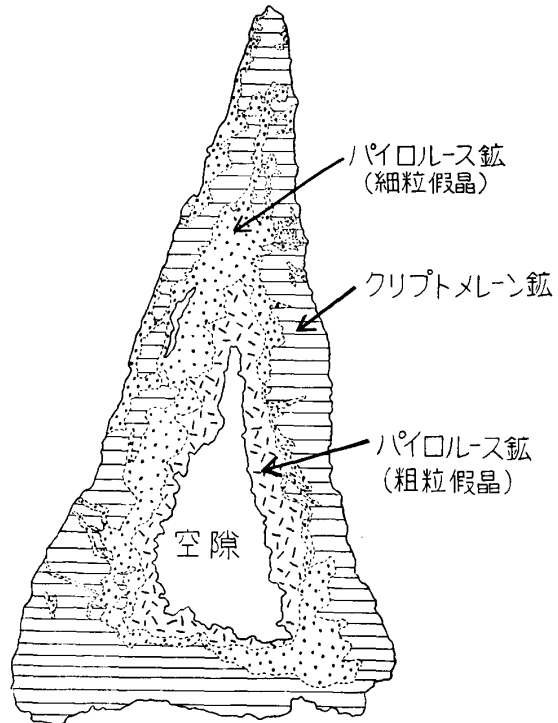 パイロルース鉱
(細粒假晶)
クリプトメレーン鉱
パイロルース鉱
(粗粒假晶)
空隙